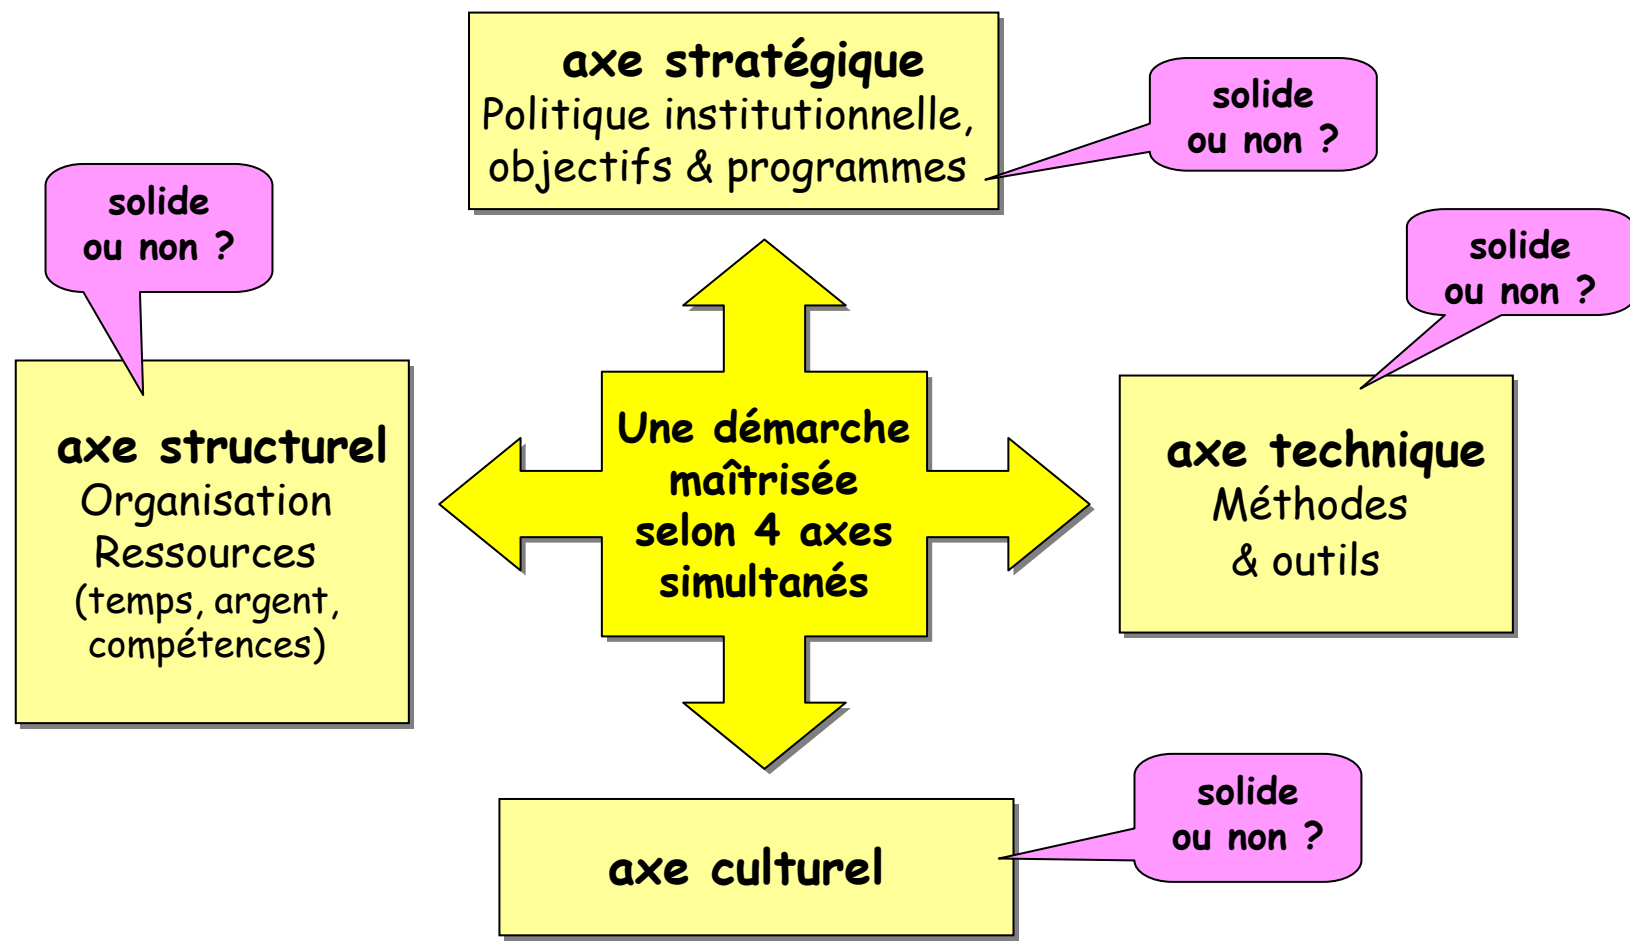 axe stratégique
Politique institutionnelle,
objectifs & programmes
solide
ou non ?
solide
ou non ?
solide
ou non ?
axe structurel
Organisation
Ressources
(temps, argent,
compétences)
Une démarche
maîtrisée
selon 4 axes
simultanés
axe technique
Méthodes
& outils
axe culturel
solide
ou non ?